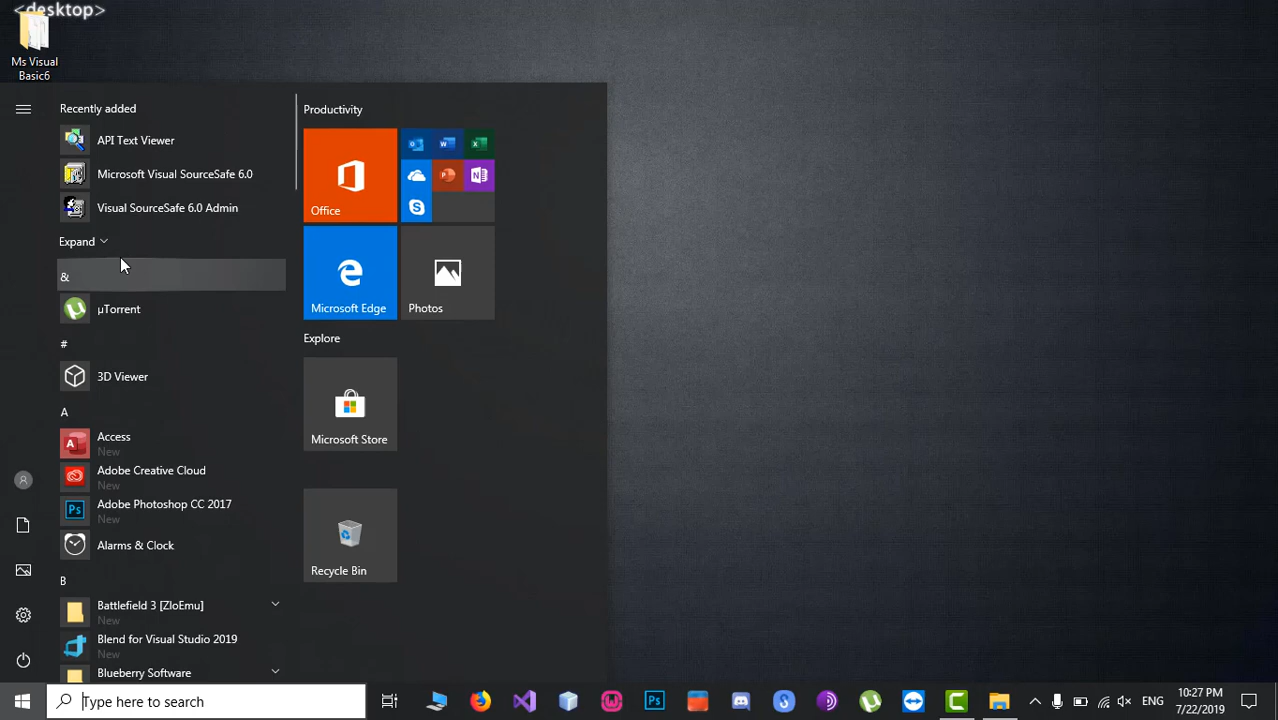 <desktop>
Ms Visual
Basic6
Recently added
API Text Viewer
Microsoft Visual SourceSafe 6.0
Visual SourceSafe 6.0 Admin
Expand
&
µTorrent
#
3D Viewer
A
Access
New
Adobe Creative Cloud
New
Adobe Photoshop CC 2017
New
Alarms & Clock
B
Battlefield 3 [ZloEmu]
New
Blend for Visual Studio 2019
New
Blueberry Software
Productivity
Office
Microsoft Edge
Photos
Explore
Microsoft Store
Recycle Bin
Type here to search
ENG
10:27 PM
7/22/2019